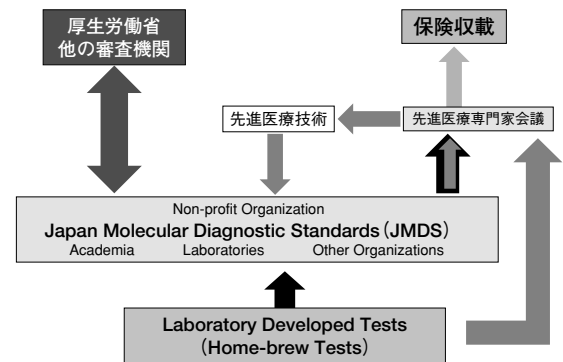 厚生労働省
他の審査機関
保険収載
先進医療技術
先進医療専門家会議
Non-profit Organization
Japan Molecular Diagnostic Standards（JMDS）
Academia Laboratories Other Organizations
Laboratory Developed Tests
（Home-brew Tests）